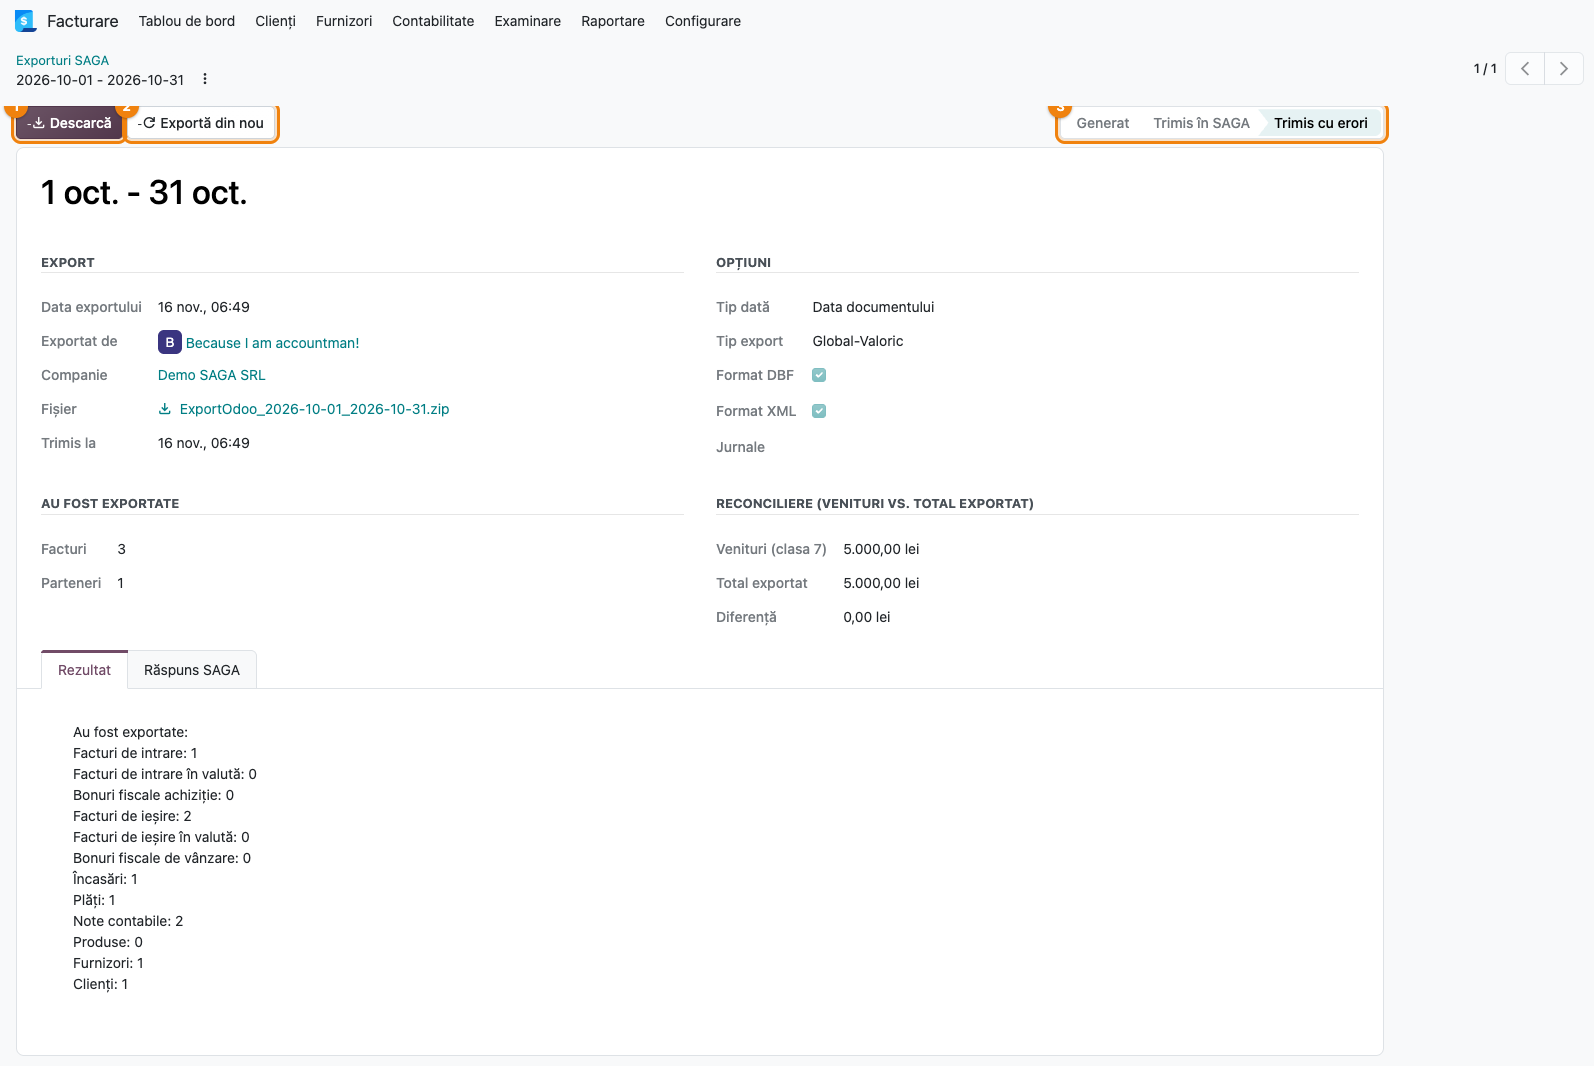 Facturare Tablou de bord Clienți Furnizori Contabilitate Examinare Raportare Configurare
Exporturi SAGA
2026-10-01 - 2026-10-31
1 / 1
1 Descarcă 2 Exportă din nou 3 Generat Trimis în SAGA Trimis cu erori
1 oct. - 31 oct.
EXPORT
Data exportului 16 nov., 06:49
Exportat de B Because I am accountman!
Companie Demo SAGA SRL
Fișier ExportOdoo_2026-10-01_2026-10-31.zip
Trimis la 16 nov., 06:49
OPȚIUNI
Tip dată Data documentului
Tip export Global-Valoric
Format DBF
Format XML
Jurnale
AU FOST EXPORTATE
Facturi 3
Parteneri 1
RECONCILIERE (VENITURI VS. TOTAL EXPORTAT)
Venituri (clasa 7) 5.000,00 lei
Total exportat 5.000,00 lei
Diferență 0,00 lei
Rezultat Răspuns SAGA
Au fost exportate:
Facturi de intrare: 1
Facturi de intrare în valută: 0
Bonuri fiscale achiziție: 0
Facturi de ieșire: 2
Facturi de ieșire în valută: 0
Bonuri fiscale de vânzare: 0
Încasări: 1
Plăți: 1
Note contabile: 2
Produse: 0
Furnizori: 1
Clienți: 1